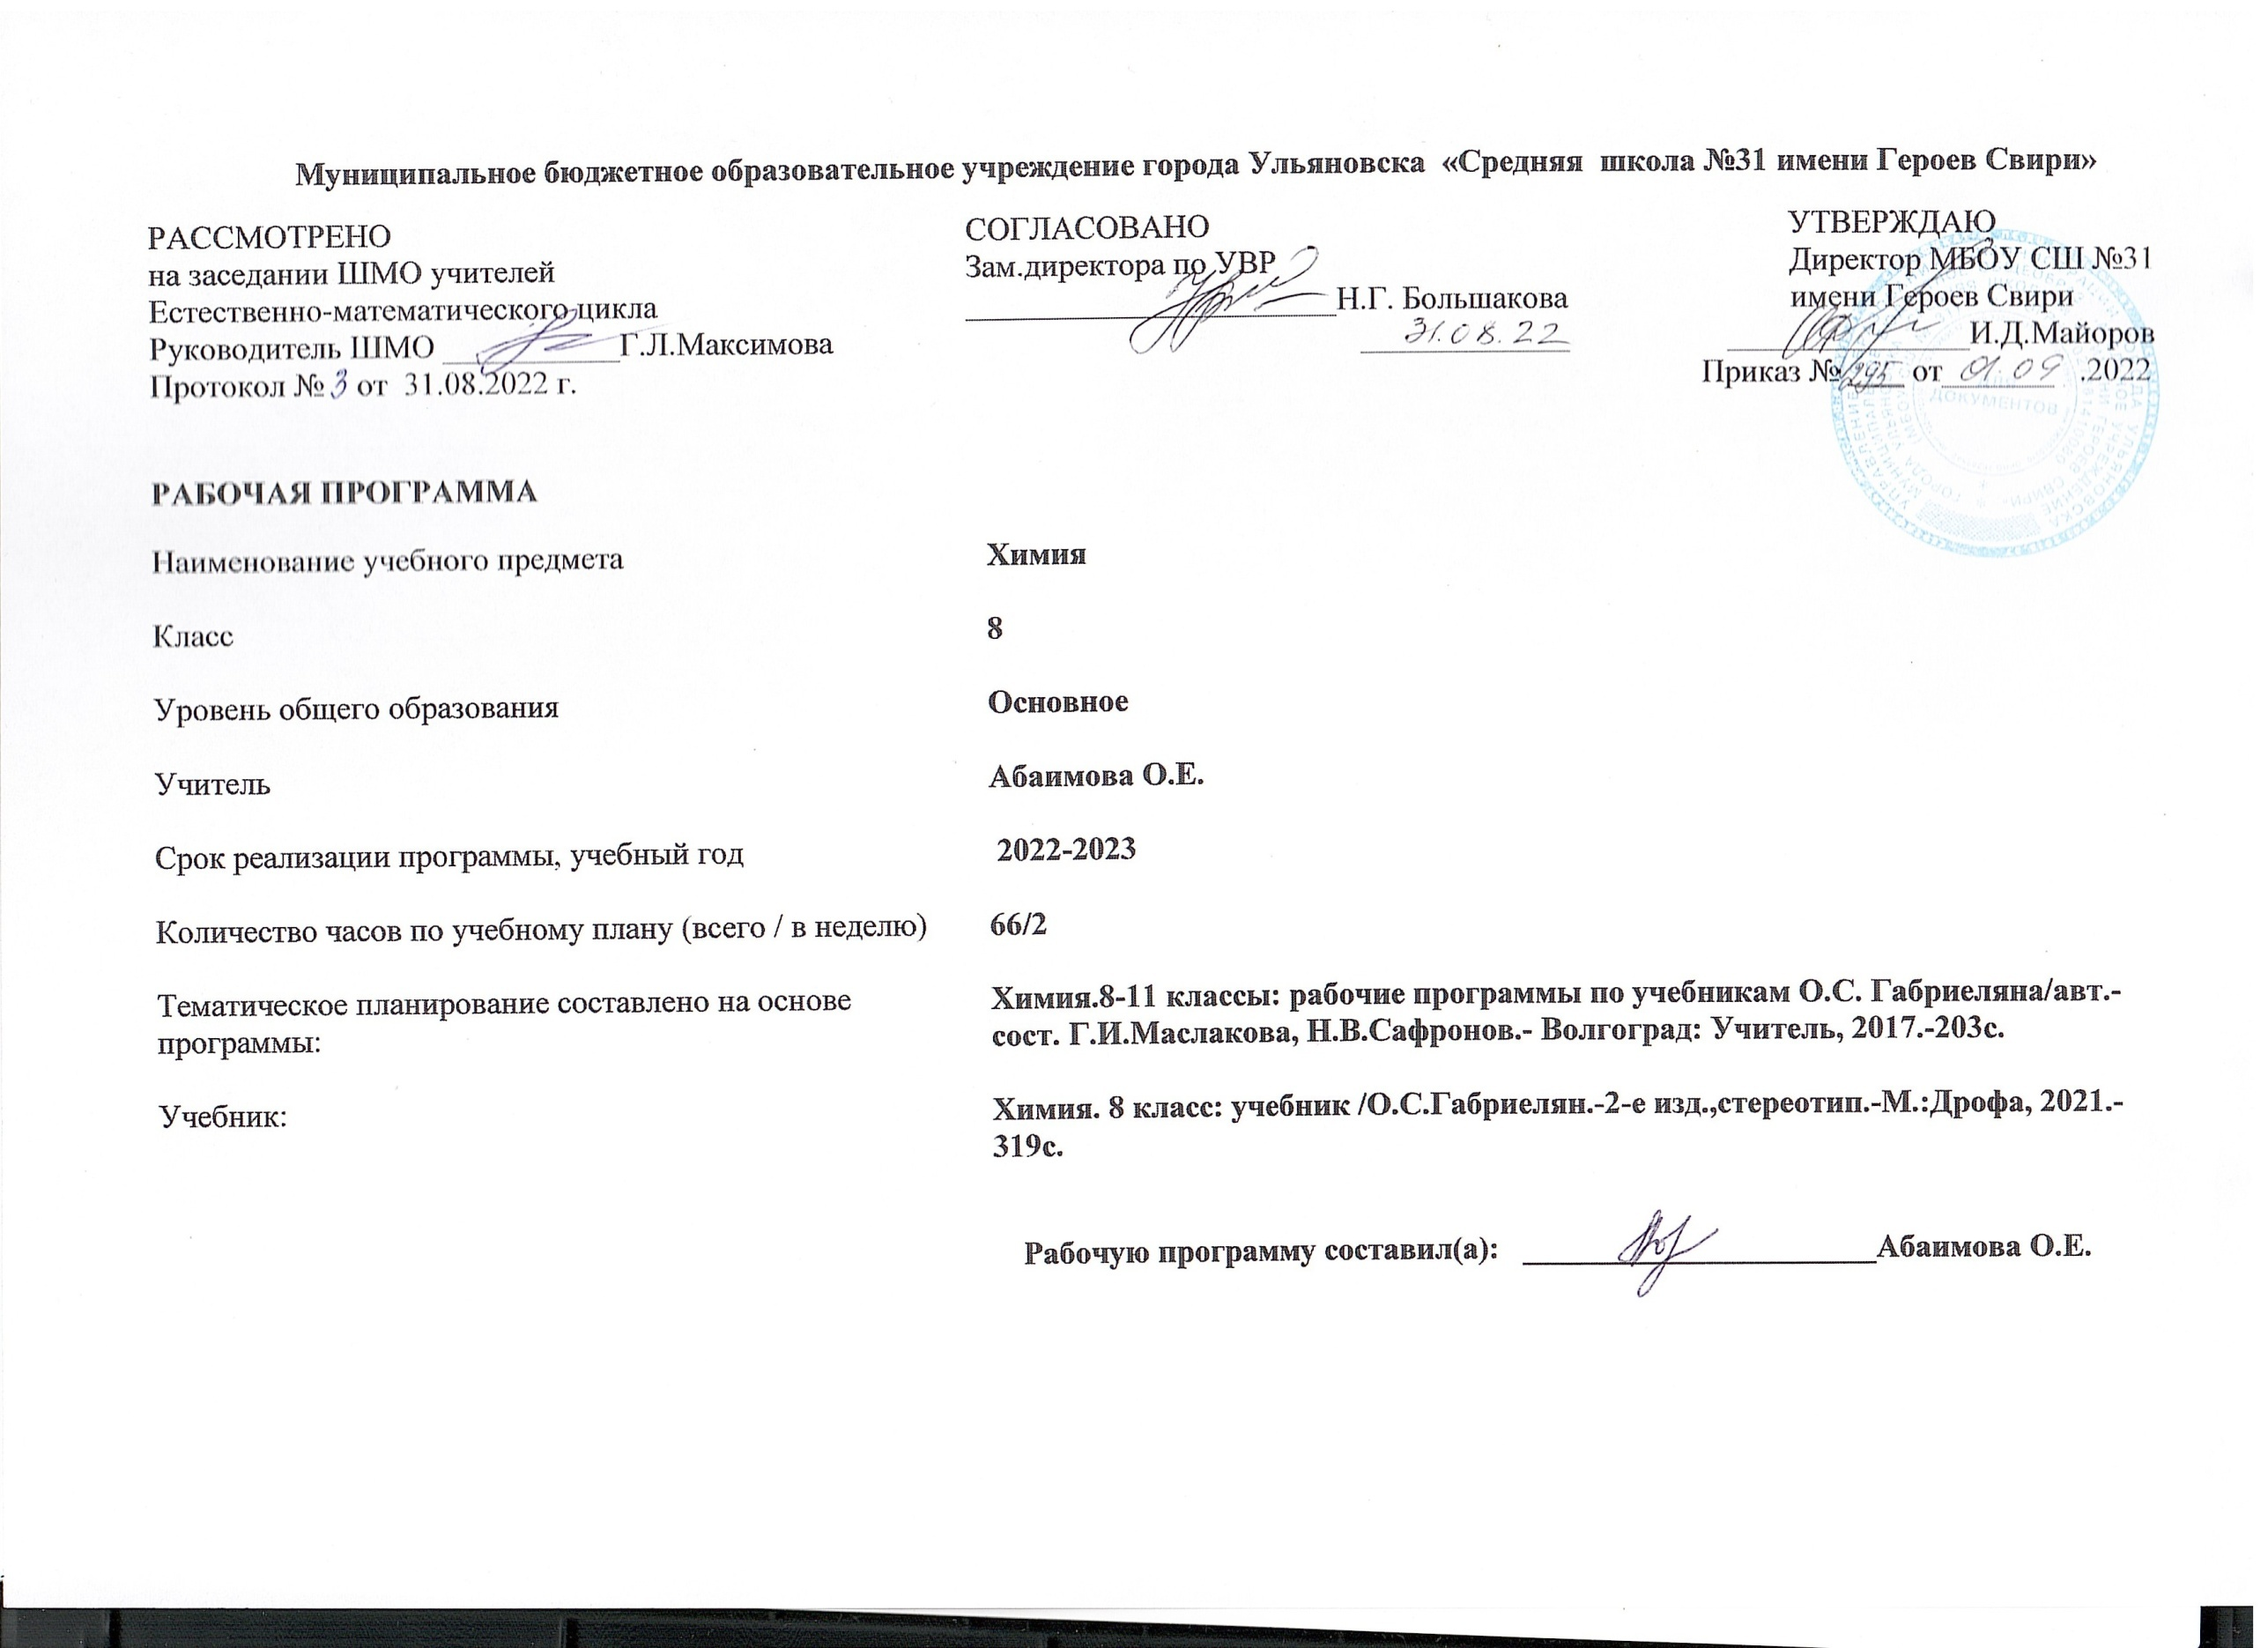 Муниципальное бюджетное образовательное учреждение города Ульяновска «Средняя школа №31 имени Героев Свири»
РАССМОТРЕНО
на заседании ШМО учителей
Естественно-математического цикла
Руководитель ШМО ____________Г.Л.Максимова
Протокол № 3 от 31.08.2022 г.
СОГЛАСОВАНО
Зам.директора по УВР
_________________________Н.Г. Большакова
31.08.22
УТВЕРЖДАЮ
Директор МБОУ СШ №31
имени Героев Свири
________________И.Д.Майоров
Приказ № 295 от 01.09 .2022
ДОКУМЕНТОВ
РАБОЧАЯ ПРОГРАММА
Наименование учебного предмета Химия
Класс 8
Уровень общего образования Основное
Учитель Абаимова О.Е.
Срок реализации программы, учебный год 2022-2023
Количество часов по учебному плану (всего / в неделю) 66/2
Тематическое планирование составлено на основе
программы:
Химия.8-11 классы: рабочие программы по учебникам О.С. Габриеляна/авт.-
сост. Г.И.Маслакова, Н.В.Сафронов.- Волгоград: Учитель, 2017.-203с.
Учебник:
Химия. 8 класс: учебник /О.С.Габриелян.-2-е изд.,стереотип.-М.:Дрофа, 2021.-
319с.
Рабочую программу составил(а): ______________________Абаимова О.Е.